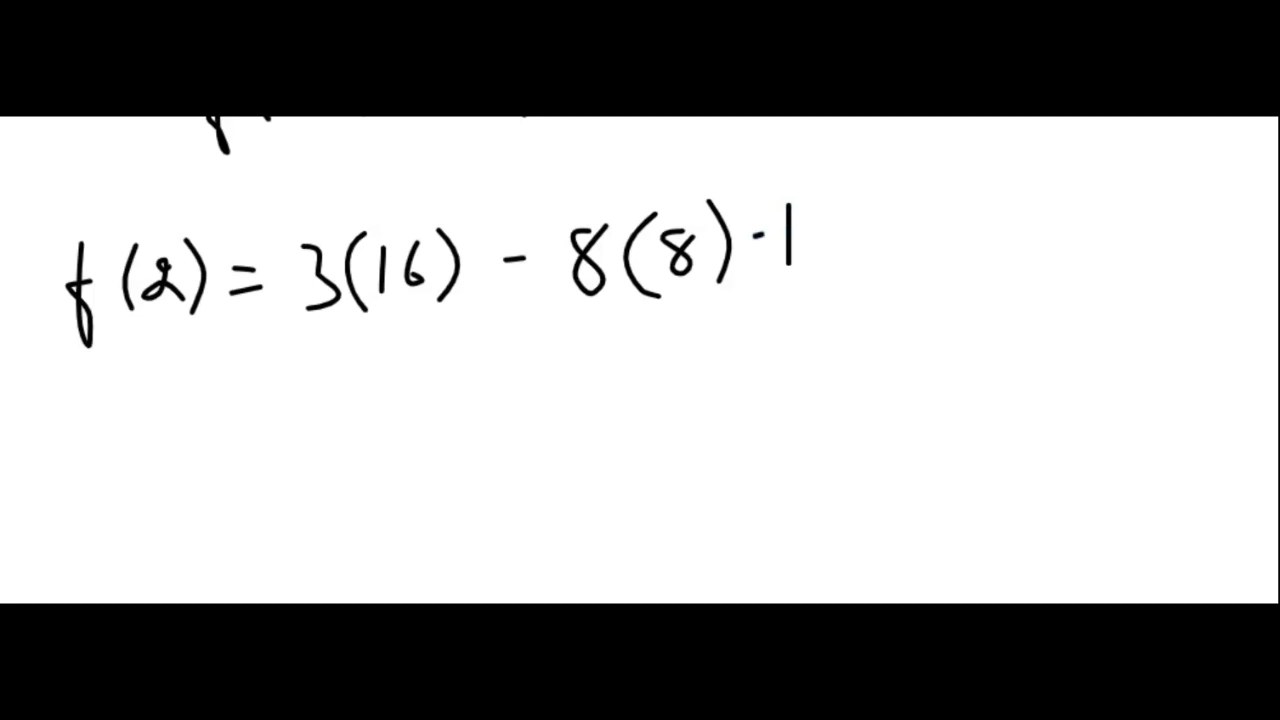 f(2) = 3(16) - 8(8) - 1